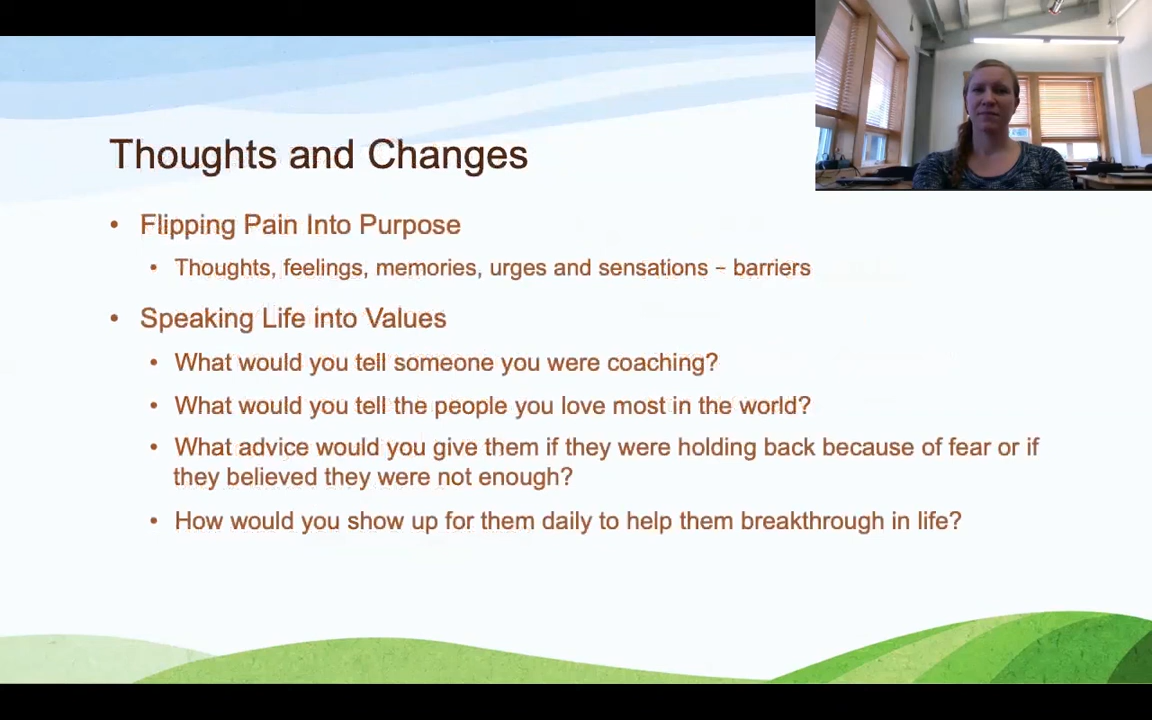 Thoughts and Changes
• Flipping Pain Into Purpose
• Thoughts, feelings, memories, urges and sensations – barriers
• Speaking Life into Values
• What would you tell someone you were coaching?
• What would you tell the people you love most in the world?
• What advice would you give them if they were holding back because of fear or if
they believed they were not enough?
• How would you show up for them daily to help them breakthrough in life?